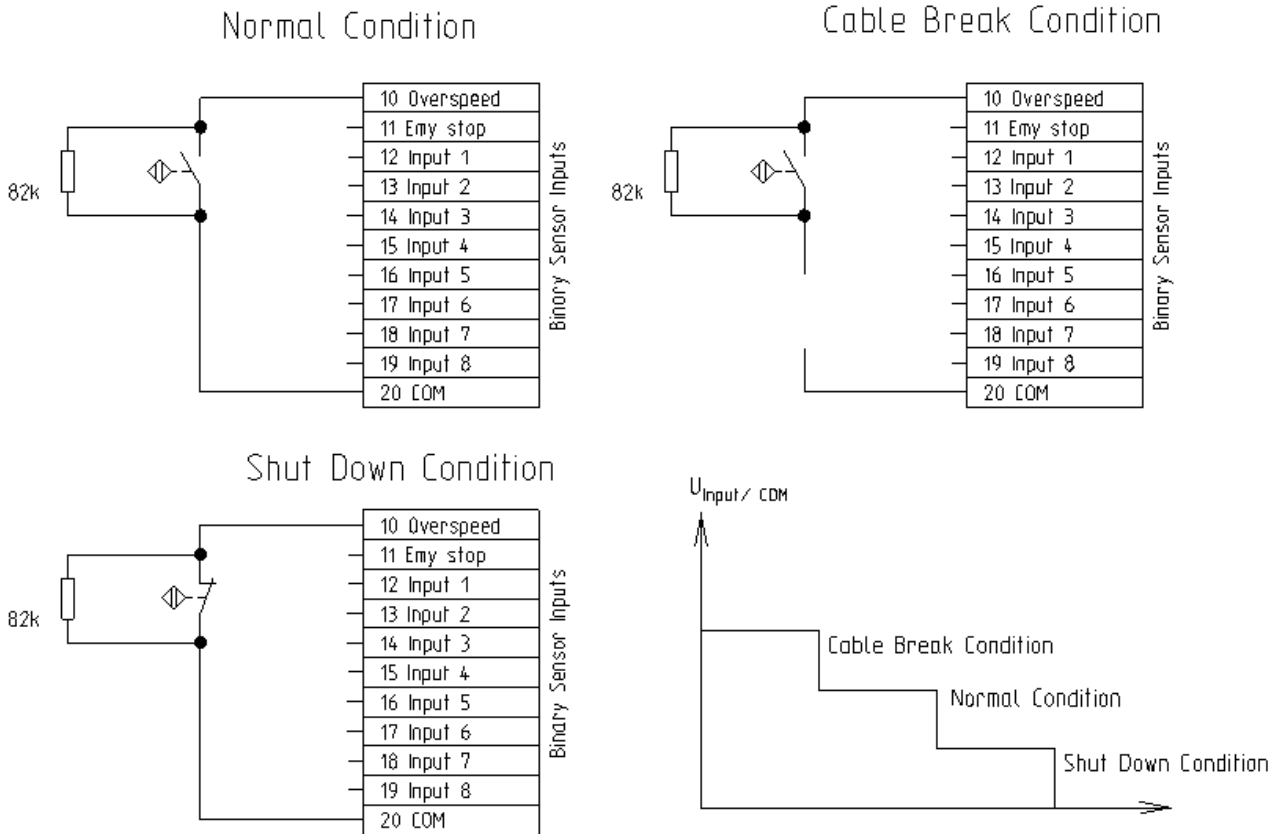 Normal Condition
82k
10 Overspeed
11 Emy stop
12 Input 1
13 Input 2
14 Input 3
15 Input 4
16 Input 5
17 Input 6
18 Input 7
19 Input 8
20 COM
Binary Sensor Inputs
Cable Break Condition
82k
10 Overspeed
11 Emy stop
12 Input 1
13 Input 2
14 Input 3
15 Input 4
16 Input 5
17 Input 6
18 Input 7
19 Input 8
20 COM
Binary Sensor Inputs
Shut Down Condition
82k
10 Overspeed
11 Emy stop
12 Input 1
13 Input 2
14 Input 3
15 Input 4
16 Input 5
17 Input 6
18 Input 7
19 Input 8
20 COM
Binary Sensor Inputs
U Input/ COM
Cable Break Condition
Normal Condition
Shut Down Condition